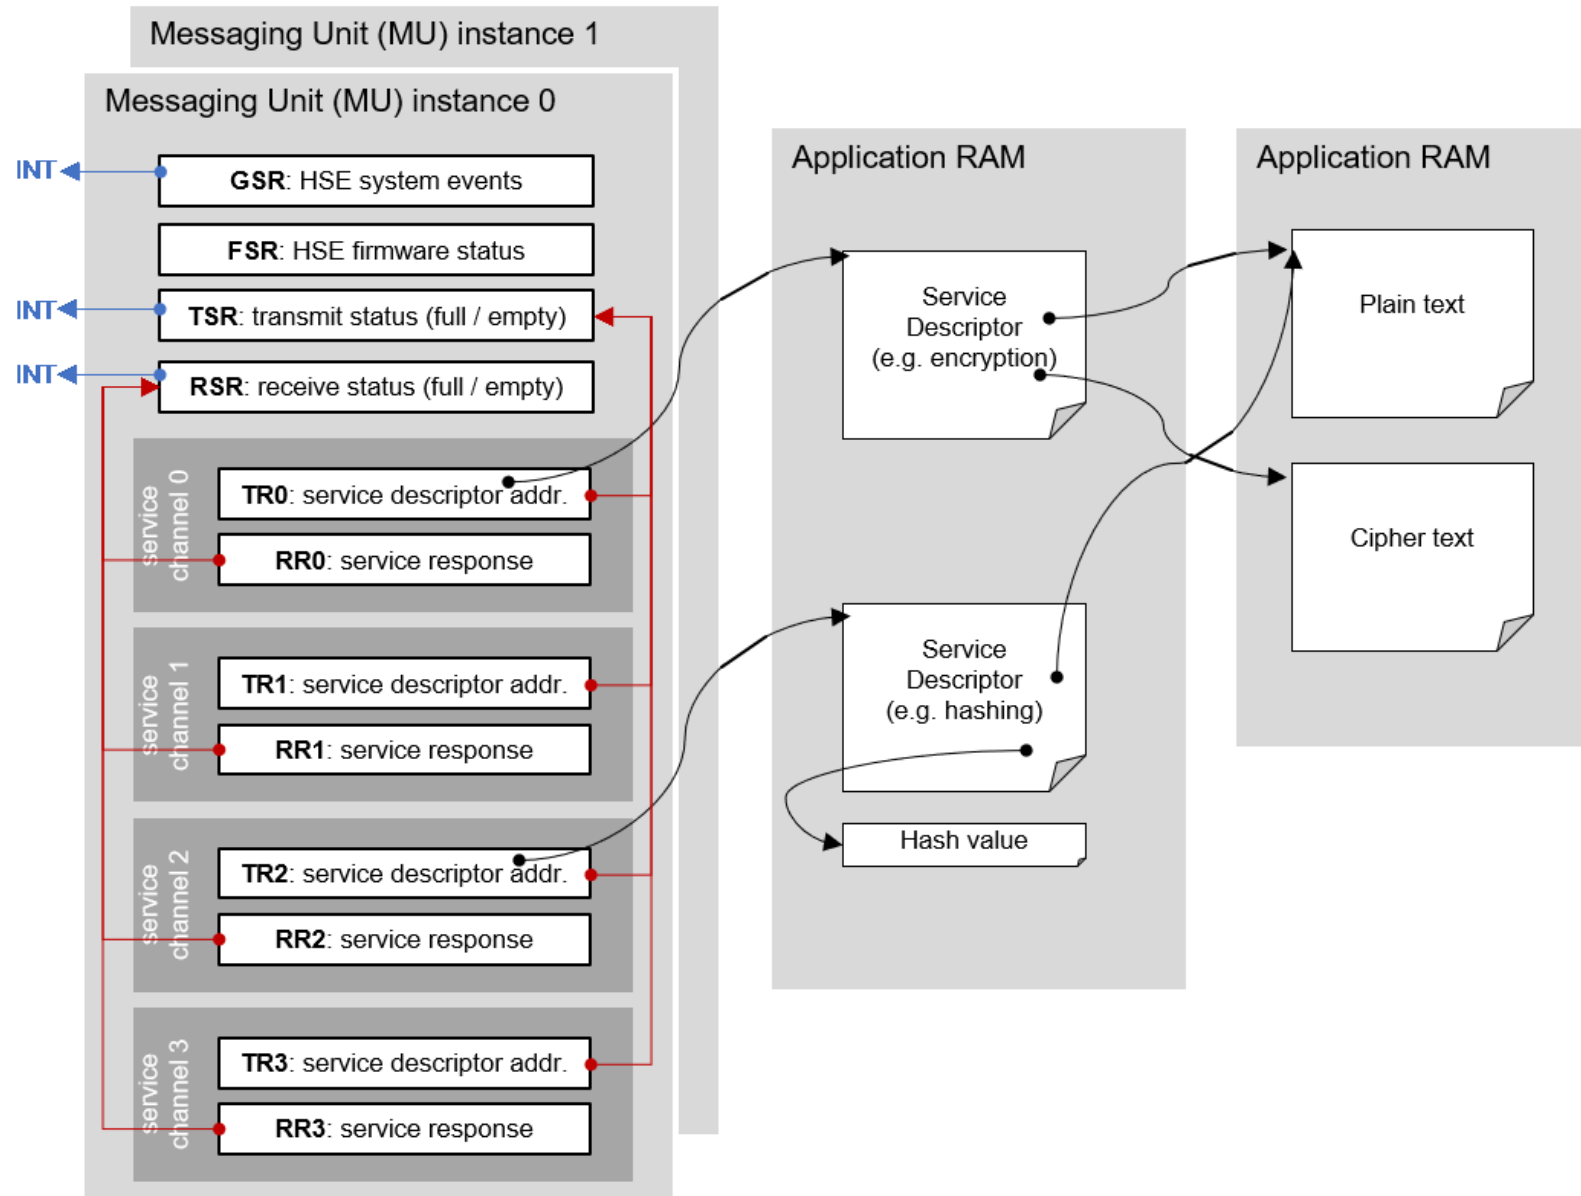 Messaging Unit (MU) instance 1
Messaging Unit (MU) instance 0
INT
GSR: HSE system events
FSR: HSE firmware status
INT
TSR: transmit status (full / empty)
INT
RSR: receive status (full / empty)
service
channel 0
TR0: service descriptor addr.
RR0: service response
service
channel 1
TR1: service descriptor addr.
RR1: service response
service
channel 2
TR2: service descriptor addr.
RR2: service response
service
channel 3
TR3: service descriptor addr.
RR3: service response
Application RAM
Service
Descriptor
(e.g. encryption)
Service
Descriptor
(e.g. hashing)
Hash value
Application RAM
Plain text
Cipher text